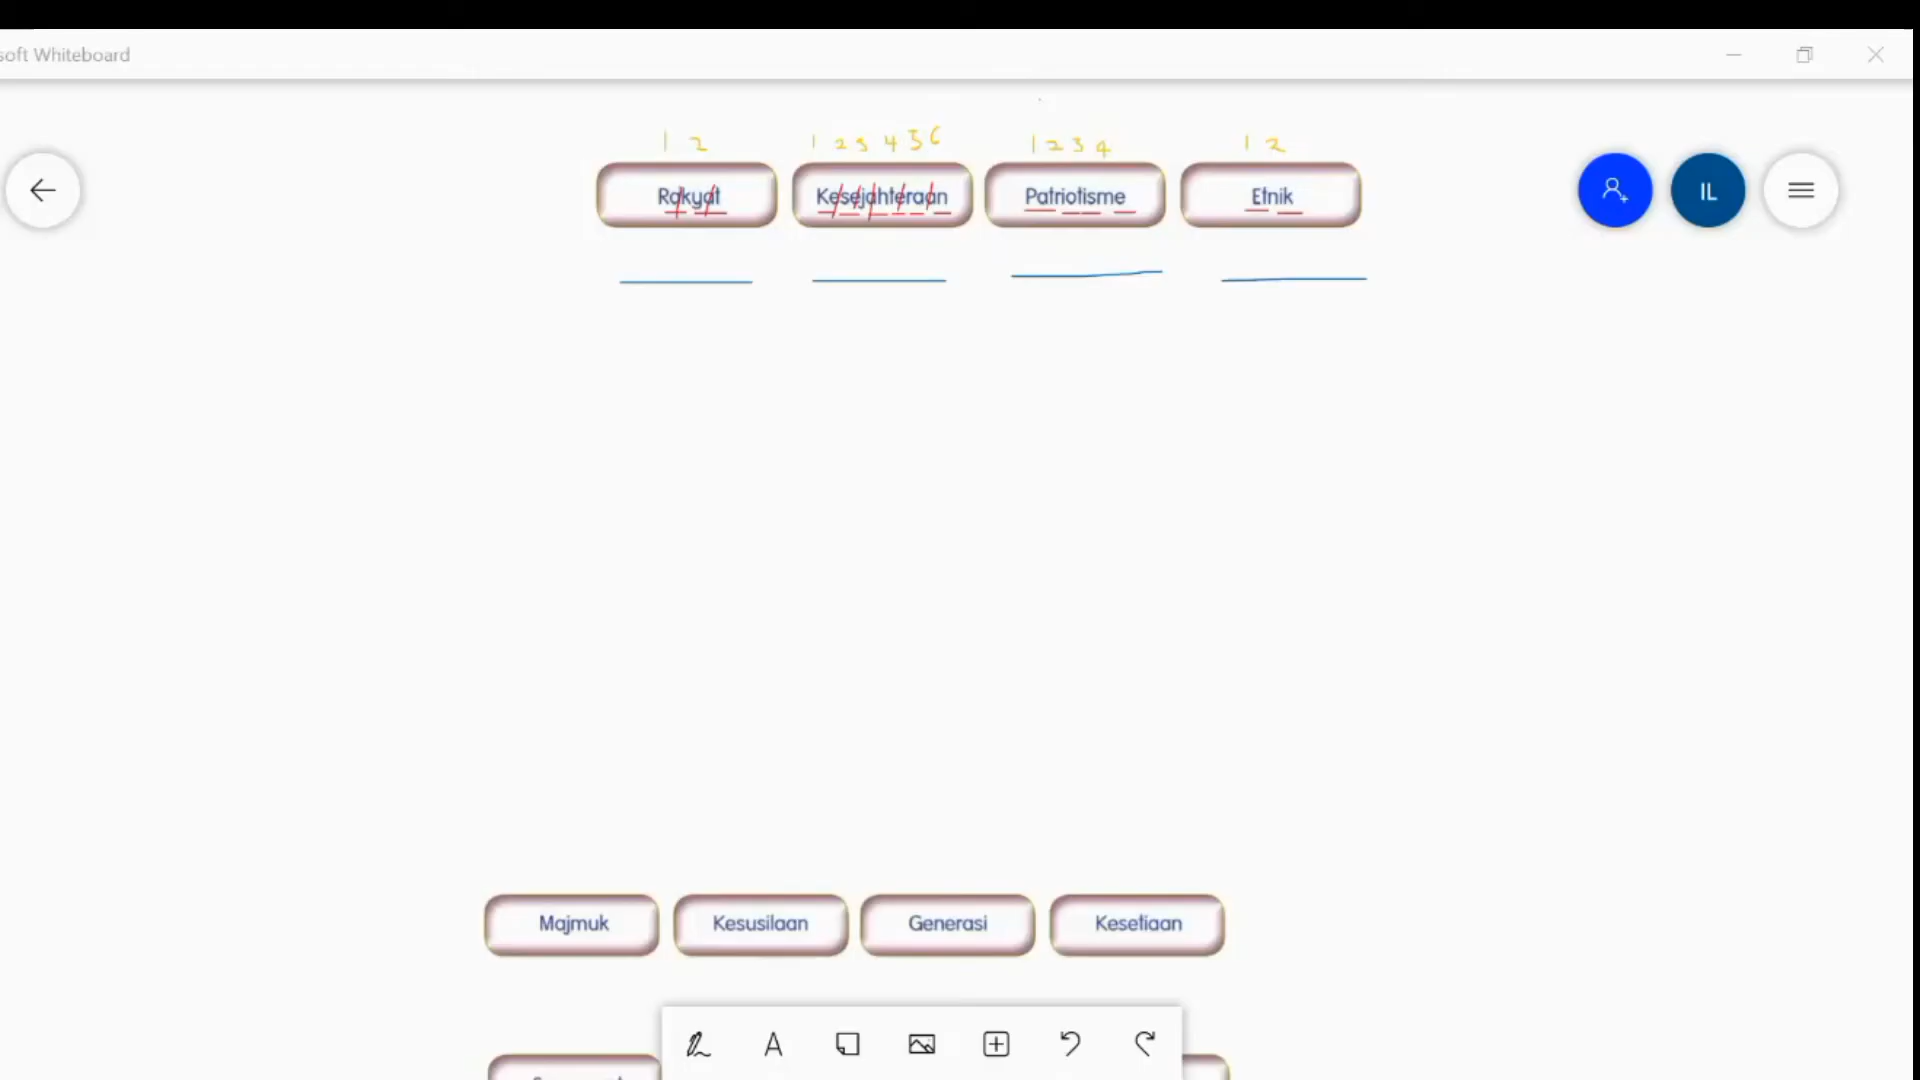 soft Whiteboard
1 2 1 2 3 4 5 6 1 2 3 4 1 2
Rakyat Kesejahteraan Patriotisme Etnik
IL
Majmuk Kesusilaan Generasi Kesetiaan